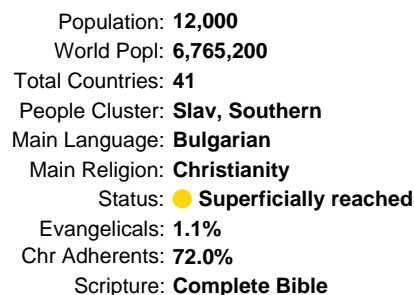 Population: 12,000
World Popl: 6,765,200
Total Countries: 41
People Cluster: Slav, Southern
Main Language: Bulgarian
Main Religion: Christianity
Status: Superficially reached
Evangelicals: 1.1%
Chr Adherents: 72.0%
Scripture: Complete Bible